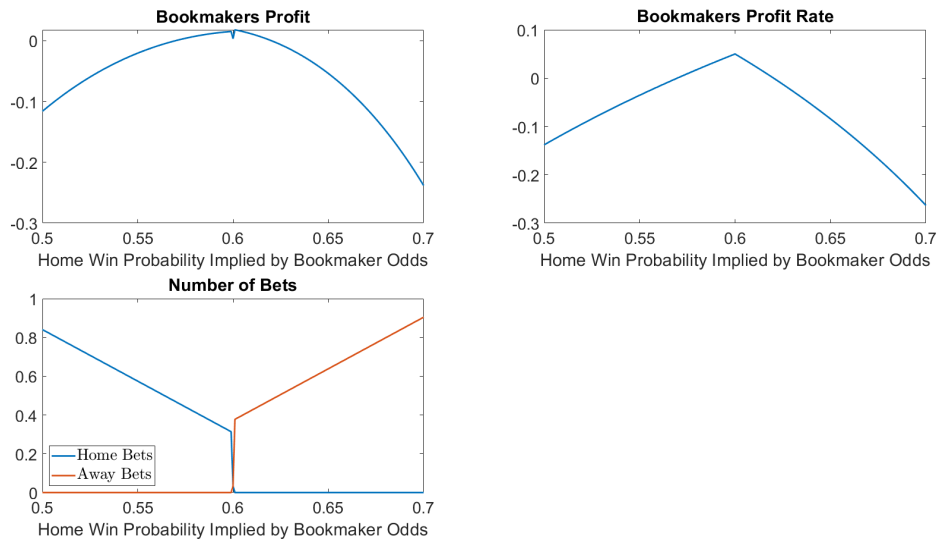 Bookmakers Profit
0
-0.1
-0.2
-0.3
0.5 0.55 0.6 0.65 0.7
Home Win Probability Implied by Bookmaker Odds
Bookmakers Profit Rate
0.1
0
-0.1
-0.2
-0.3
0.5 0.55 0.6 0.65 0.7
Home Win Probability Implied by Bookmaker Odds
Number of Bets
1
0.8
0.6
0.4
0.2
0
Home Bets
Away Bets
0.5 0.55 0.6 0.65 0.7
Home Win Probability Implied by Bookmaker Odds